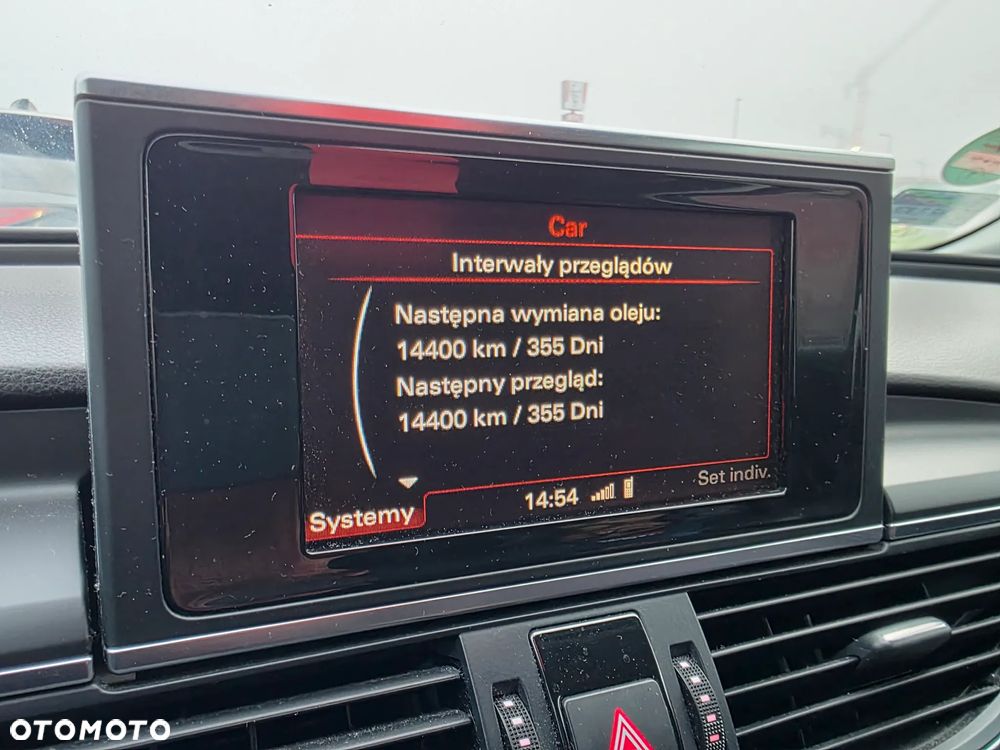 Car
Interwały przeglądów
Następna wymiana oleju:
14400 km / 355 Dni
Następny przegląd:
14400 km / 355 Dni
Set indiv.
14:54
Systemy
OTOMOTO